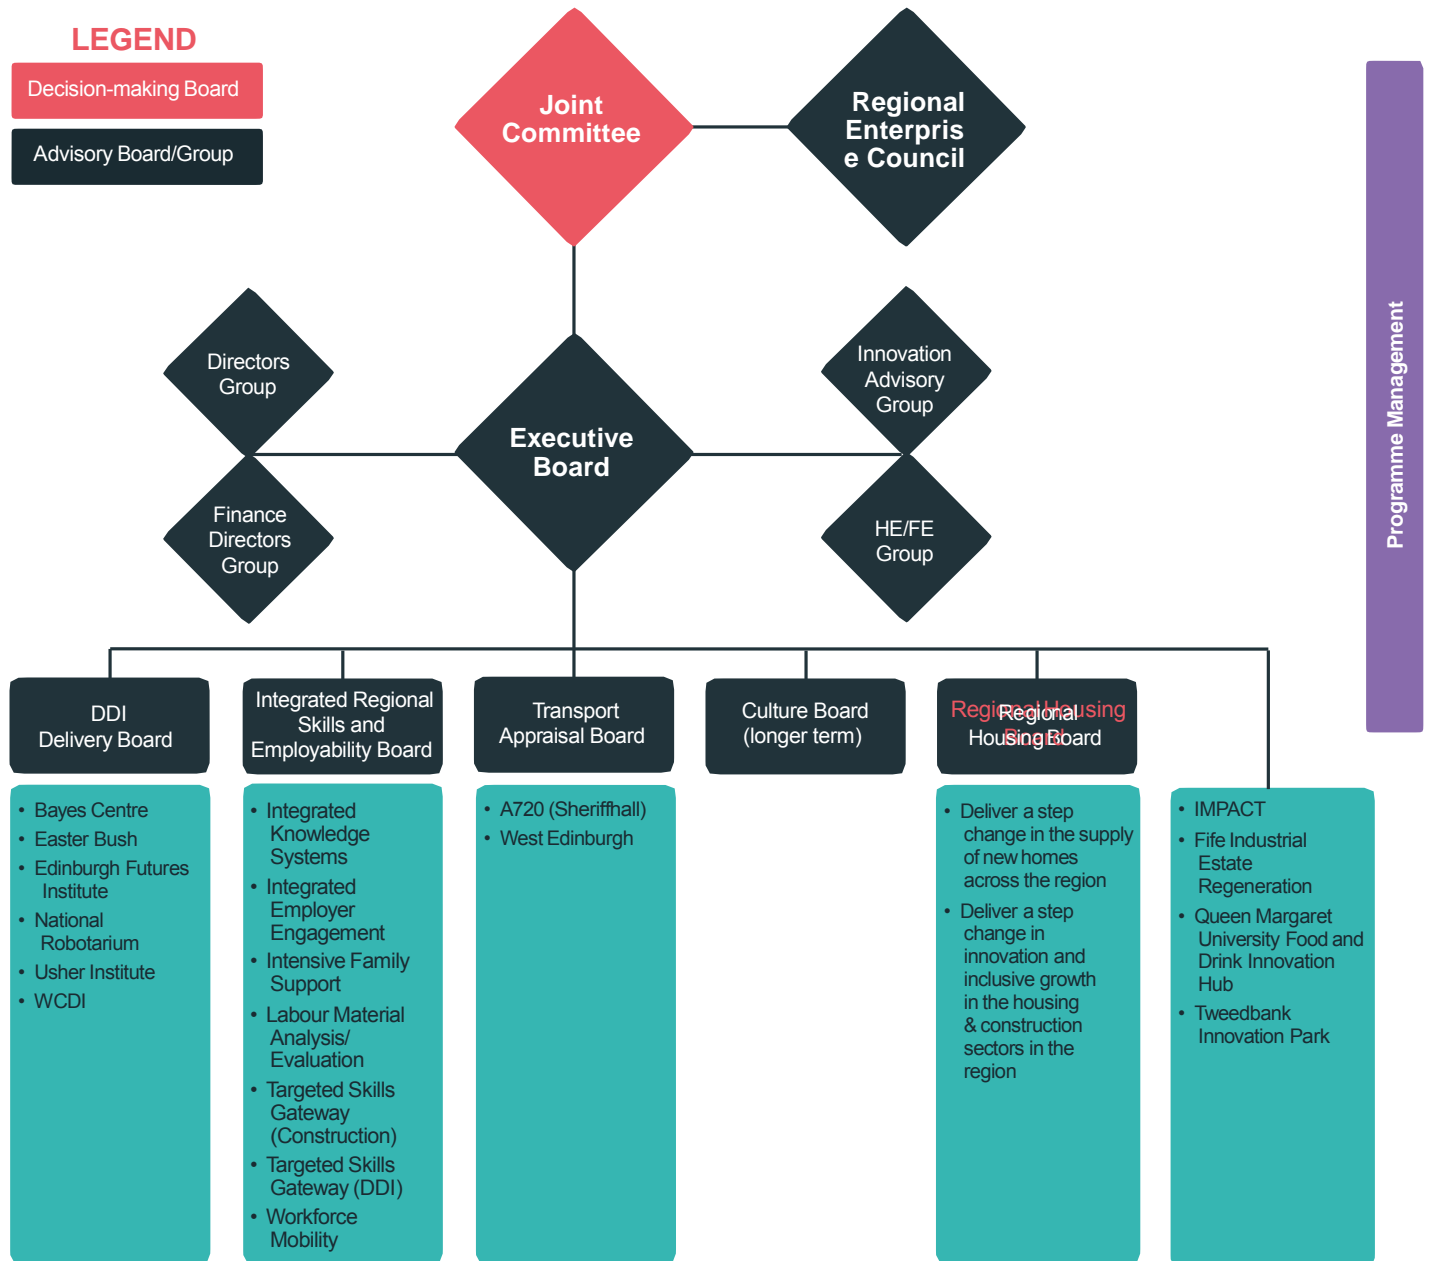 LEGEND
Decision-making Board
Advisory Board/Group
Joint
Committee
Regional
Enterpris
e Council
Programme Management
Directors
Group
Innovation
Advisory
Group
Executive
Board
Finance
Directors
Group
HE/FE
Group
DDI
Delivery Board
Integrated Regional
Skills and
Employability Board
Transport
Appraisal Board
Culture Board
(longer term)
Regional Housing
Board
Regional
Housing Board
• Bayes Centre
• Easter Bush
• Edinburgh Futures
Institute
• National
Robotarium
• Usher Institute
• WCDI
• Integrated
Knowledge
Systems
• Integrated
Employer
Engagement
• Intensive Family
Support
• Labour Material
Analysis/
Evaluation
• Targeted Skills
Gateway
(Construction)
• Targeted Skills
Gateway (DDI)
• Workforce
Mobility
• A720 (Sheriffhall)
• West Edinburgh
• Deliver a step
change in the supply
of new homes
across the region
• Deliver a step
change in
innovation and
inclusive growth
in the housing
& construction
sectors in the
region
• IMPACT
• Fife Industrial
Estate
Regeneration
• Queen Margaret
University Food and
Drink Innovation
Hub
• Tweedbank
Innovation Park